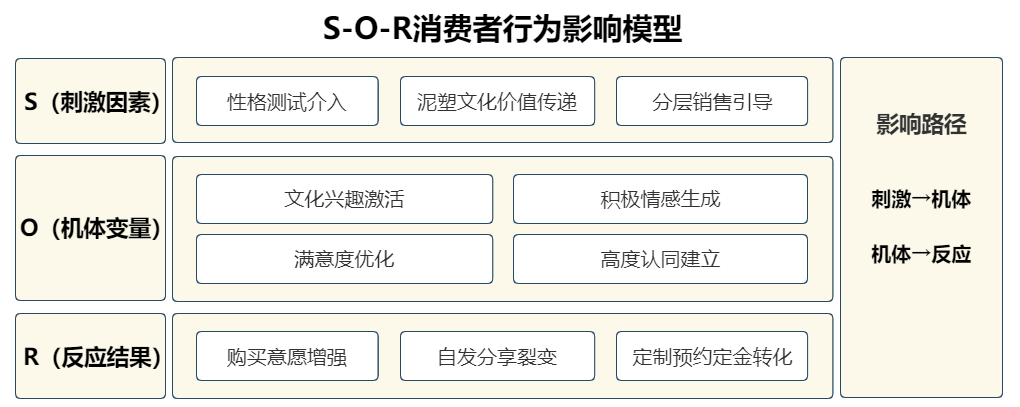 S-O-R消费者行为影响模型
S（刺激因素）
性格测试介入
泥塑文化价值传递
分层销售引导
O（机体变量）
文化兴趣激活
积极情感生成
满意度优化
高度认同建立
R（反应结果）
购买意愿增强
自发分享裂变
定制预约定金转化
影响路径
刺激→机体
机体→反应